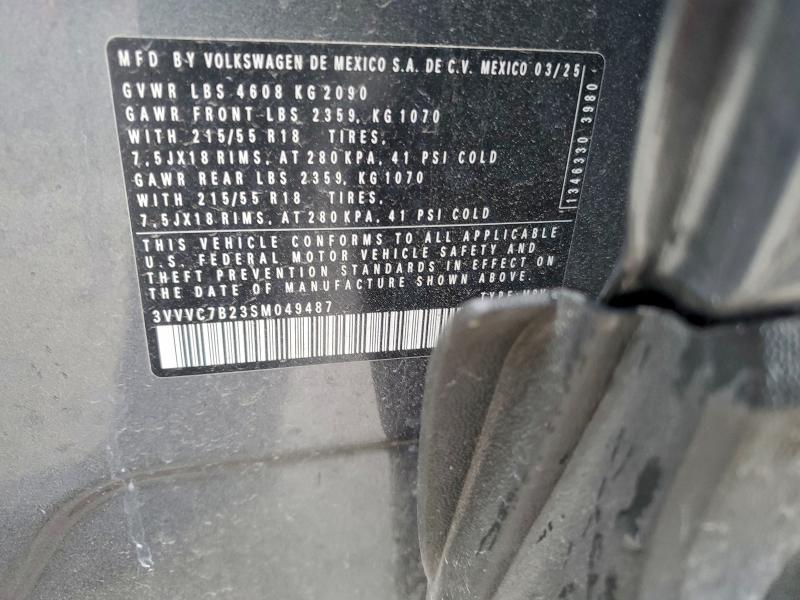 MFD BY VOLKSWAGEN DE MEXICO S.A. DE C.V. MEXICO 03/25
GVWR LBS 4608 KG 2090
GAWR FRONT LBS 2359, KG 1070
WITH 215/55 R18 TIRES,
7,5JX18 RIMS, AT 280 KPA, 41 PSI COLD
GAWR REAR LBS 2359, KG 1070
WITH 215/55 R18 TIRES,
7,5JX18 RIMS, AT 280 KPA, 41 PSI COLD
1346330 3980
THIS VEHICLE CONFORMS TO ALL APPLICABLE
U.S. FEDERAL MOTOR VEHICLE SAFETY AND
THEFT PREVENTION STANDARDS IN EFFECT ON
THE DATE OF MANUFACTURE SHOWN ABOVE.
3VVVC7B23SM049487